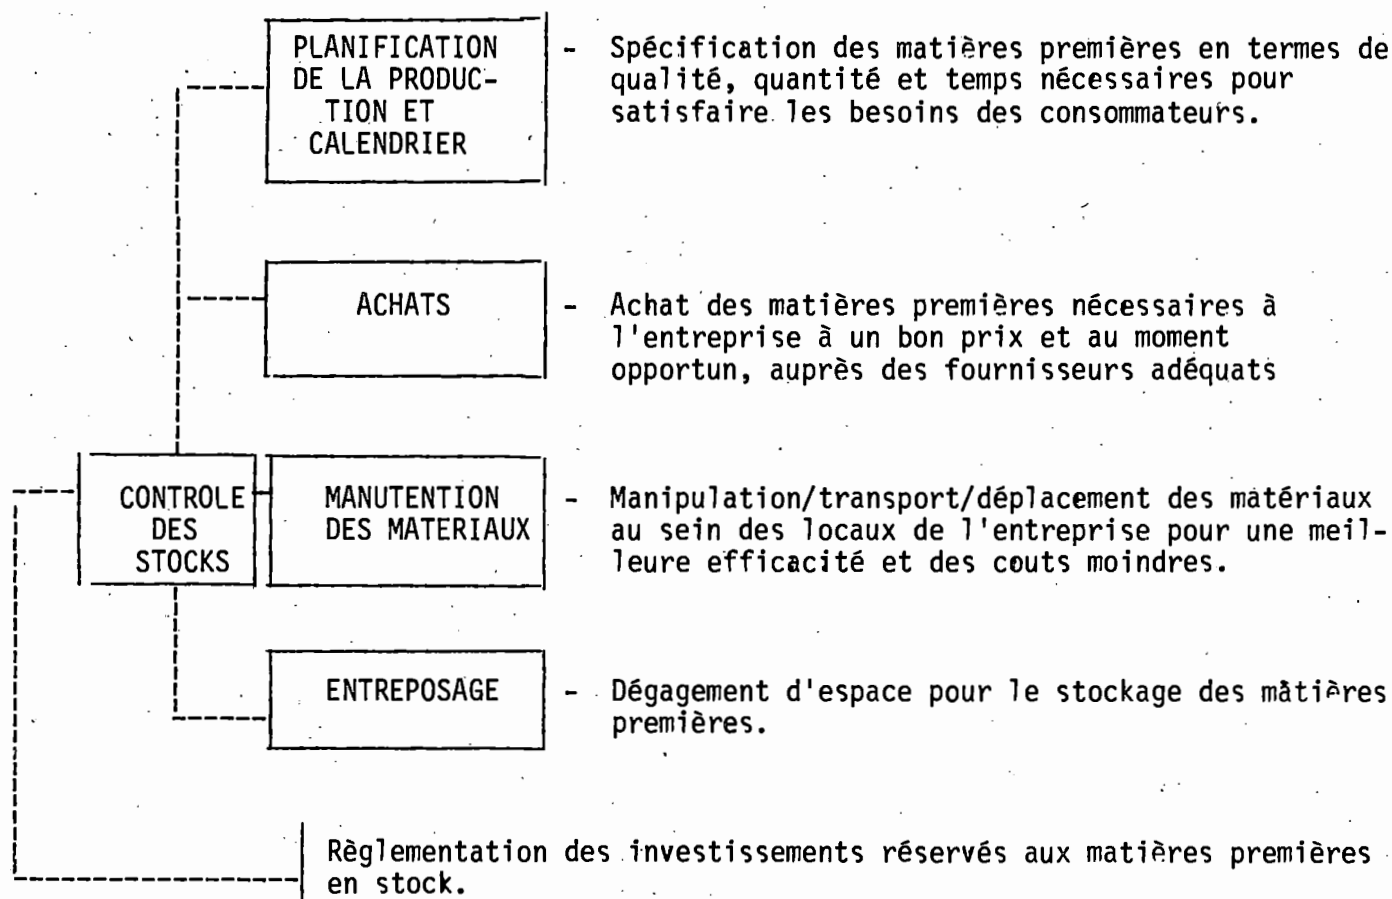 PLANIFICATION
DE LA PRODUC-
TION ET
CALENDRIER
- Spécification des matières premières en termes de
qualité, quantité et temps nécessaires pour
satisfaire les besoins des consommateurs.
ACHATS
- Achat des matières premières nécessaires à
l'entreprise à un bon prix et au moment
opportun, auprès des fournisseurs adéquats
CONTROLE
DES
STOCKS
MANUTENTION
DES MATERIAUX
- Manipulation/transport/déplacement des matériaux
au sein des locaux de l'entreprise pour une meil-
leure efficacité et des couts moindres.
ENTREPOSAGE
- Dégagement d'espace pour le stockage des matières
premières.
Règlementation des investissements réservés aux matières premières
en stock.